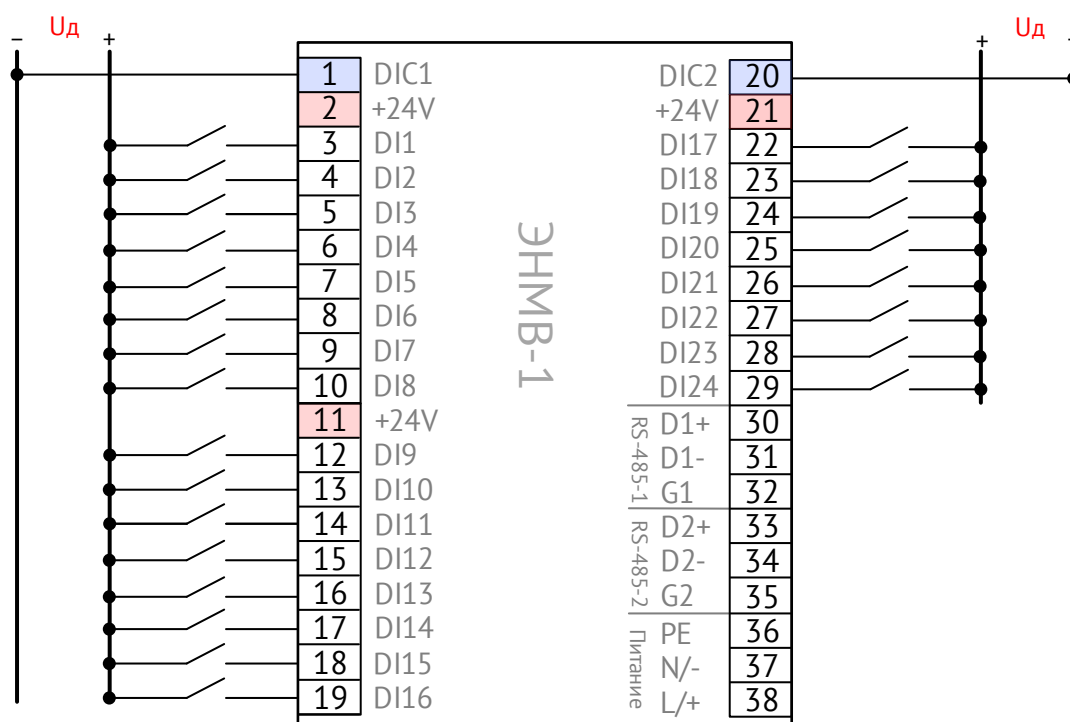 Uд
- +
1 DIC1
2 +24V
3 DI1
4 DI2
5 DI3
6 DI4
7 DI5
8 DI6
9 DI7
10 DI8
11 +24V
12 DI9
13 DI10
14 DI11
15 DI12
16 DI13
17 DI14
18 DI15
19 DI16
ЭНМВ-1
Uд
+ -
DIC2 20
+24V 21
DI17 22
DI18 23
DI19 24
DI20 25
DI21 26
DI22 27
DI23 28
DI24 29
RS-485-1
D1+ 30
D1- 31
G1 32
RS-485-2
D2+ 33
D2- 34
G2 35
Питание
PE 36
N/- 37
L/+ 38